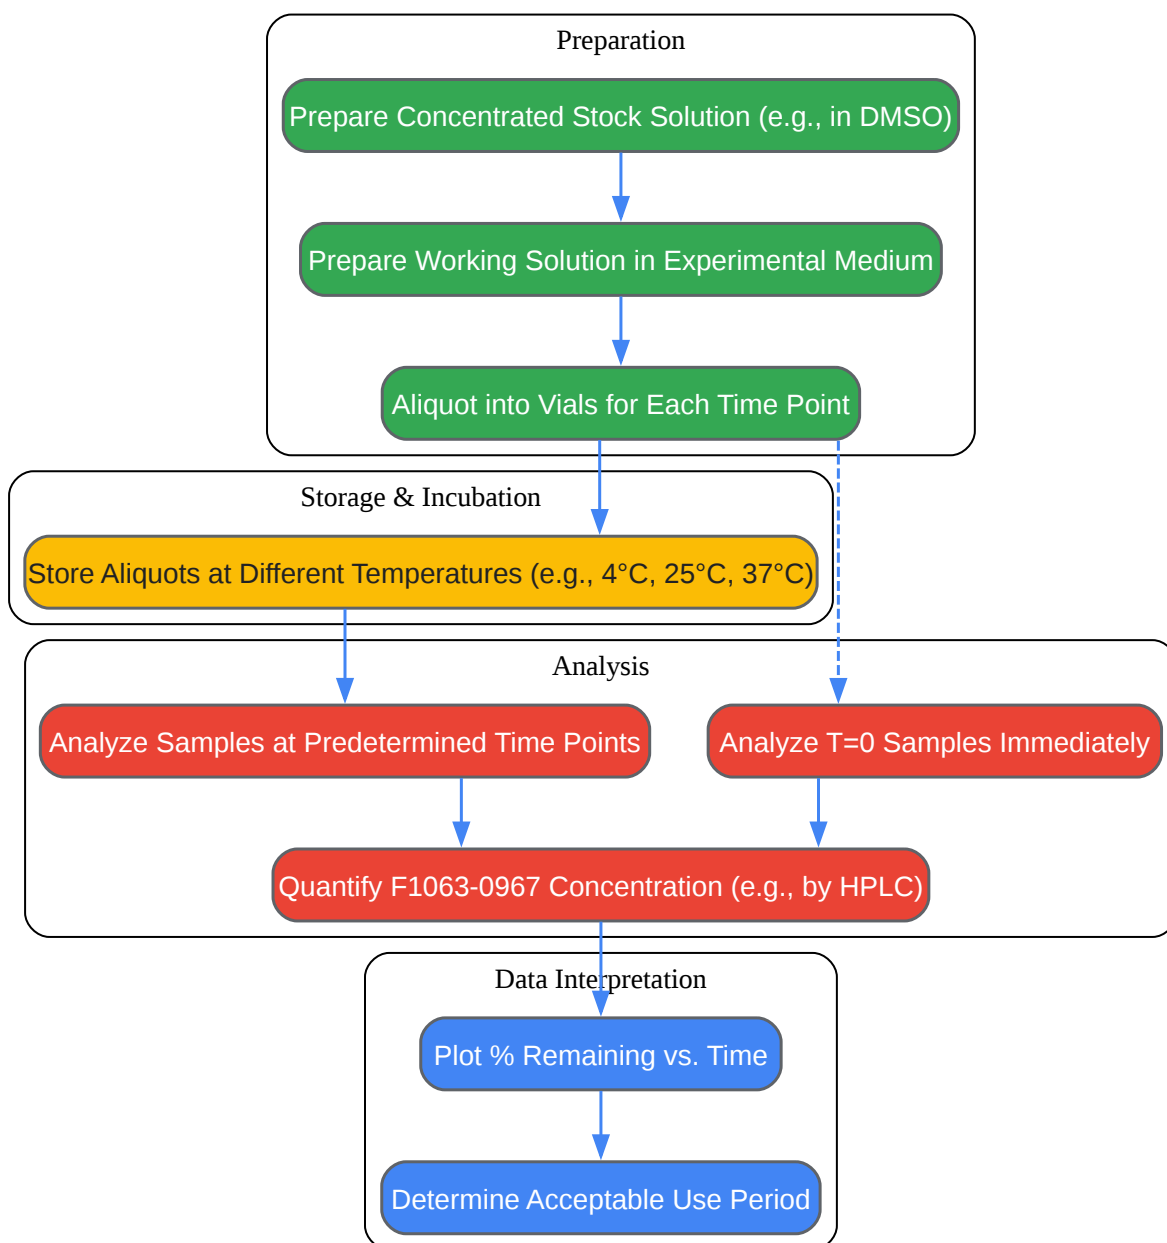 Preparation
Prepare Concentrated Stock Solution (e.g., in DMSO)
Prepare Working Solution in Experimental Medium
Aliquot into Vials for Each Time Point
Storage & Incubation
Store Aliquots at Different Temperatures (e.g., 4°C, 25°C, 37°C)
Analysis
Analyze Samples at Predetermined Time Points
Analyze T=0 Samples Immediately
Quantify F1063-0967 Concentration (e.g., by HPLC)
Data Interpretation
Plot % Remaining vs. Time
Determine Acceptable Use Period